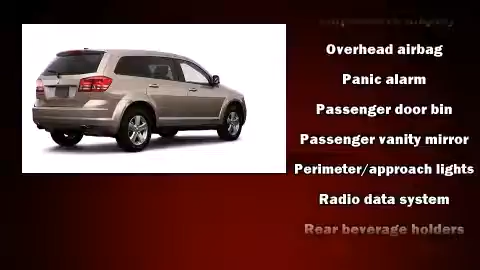 Overhead airbag
Panic alarm
Passenger door bin
Passenger vanity mirror
Perimeter/approach lights
Radio data system
Rear beverage holders